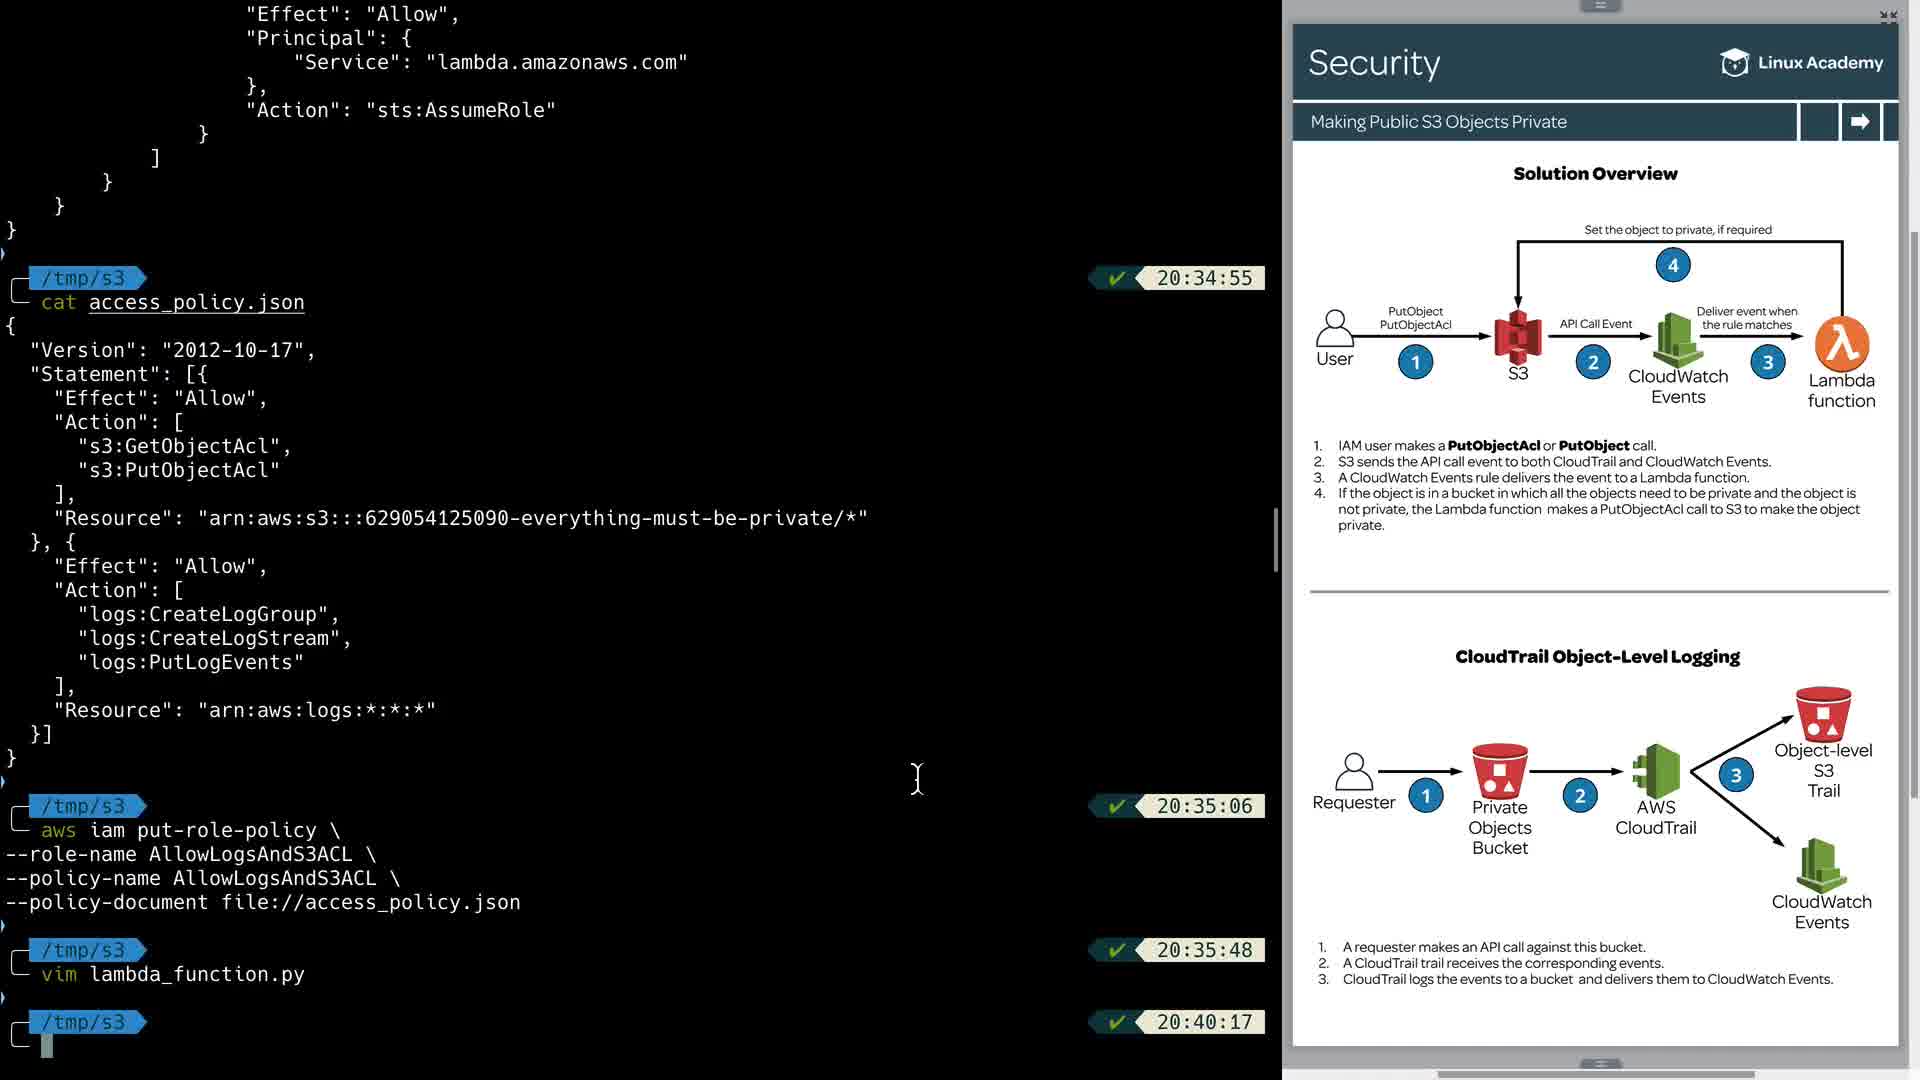 "Effect": "Allow",
"Principal": {
"Service": "lambda.amazonaws.com"
},
"Action": "sts:AssumeRole"
}
]
}
}
}
/tmp/s3
✔ 20:34:55
cat access_policy.json
{
"Version": "2012-10-17",
"Statement": [{
"Effect": "Allow",
"Action": [
"s3:GetObjectAcl",
"s3:PutObjectAcl"
],
"Resource": "arn:aws:s3:::629054125090-everything-must-be-private/*"
}, {
"Effect": "Allow",
"Action": [
"logs:CreateLogGroup",
"logs:CreateLogStream",
"logs:PutLogEvents"
],
"Resource": "arn:aws:logs:*:*:*"
}]
}
/tmp/s3
✔ 20:35:06
aws iam put-role-policy \
--role-name AllowLogsAndS3ACL \
--policy-name AllowLogsAndS3ACL \
--policy-document file://access_policy.json
/tmp/s3
✔ 20:35:48
vim lambda_function.py
/tmp/s3
✔ 20:40:17
Security
Linux Academy
Making Public S3 Objects Private
Solution Overview
Set the object to private, if required
4
PutObject
PutObjectAcl
1
User
S3
API Call Event
2
CloudWatch
Events
Deliver event when
the rule matches
3
Lambda
function
1. IAM user makes a PutObjectAcl or PutObject call.
2. S3 sends the API call event to both CloudTrail and CloudWatch Events.
3. A CloudWatch Events rule delivers the event to a Lambda function.
4. If the object is in a bucket in which all the objects need to be private and the object is
not private, the Lambda function makes a PutObjectAcl call to S3 to make the object
private.
CloudTrail Object-Level Logging
Requester
1
Private
Objects
Bucket
2
AWS
CloudTrail
3
Object-level
S3
Trail
CloudWatch
Events
1. A requester makes an API call against this bucket.
2. A CloudTrail trail receives the corresponding events.
3. CloudTrail logs the events to a bucket and delivers them to CloudWatch Events.